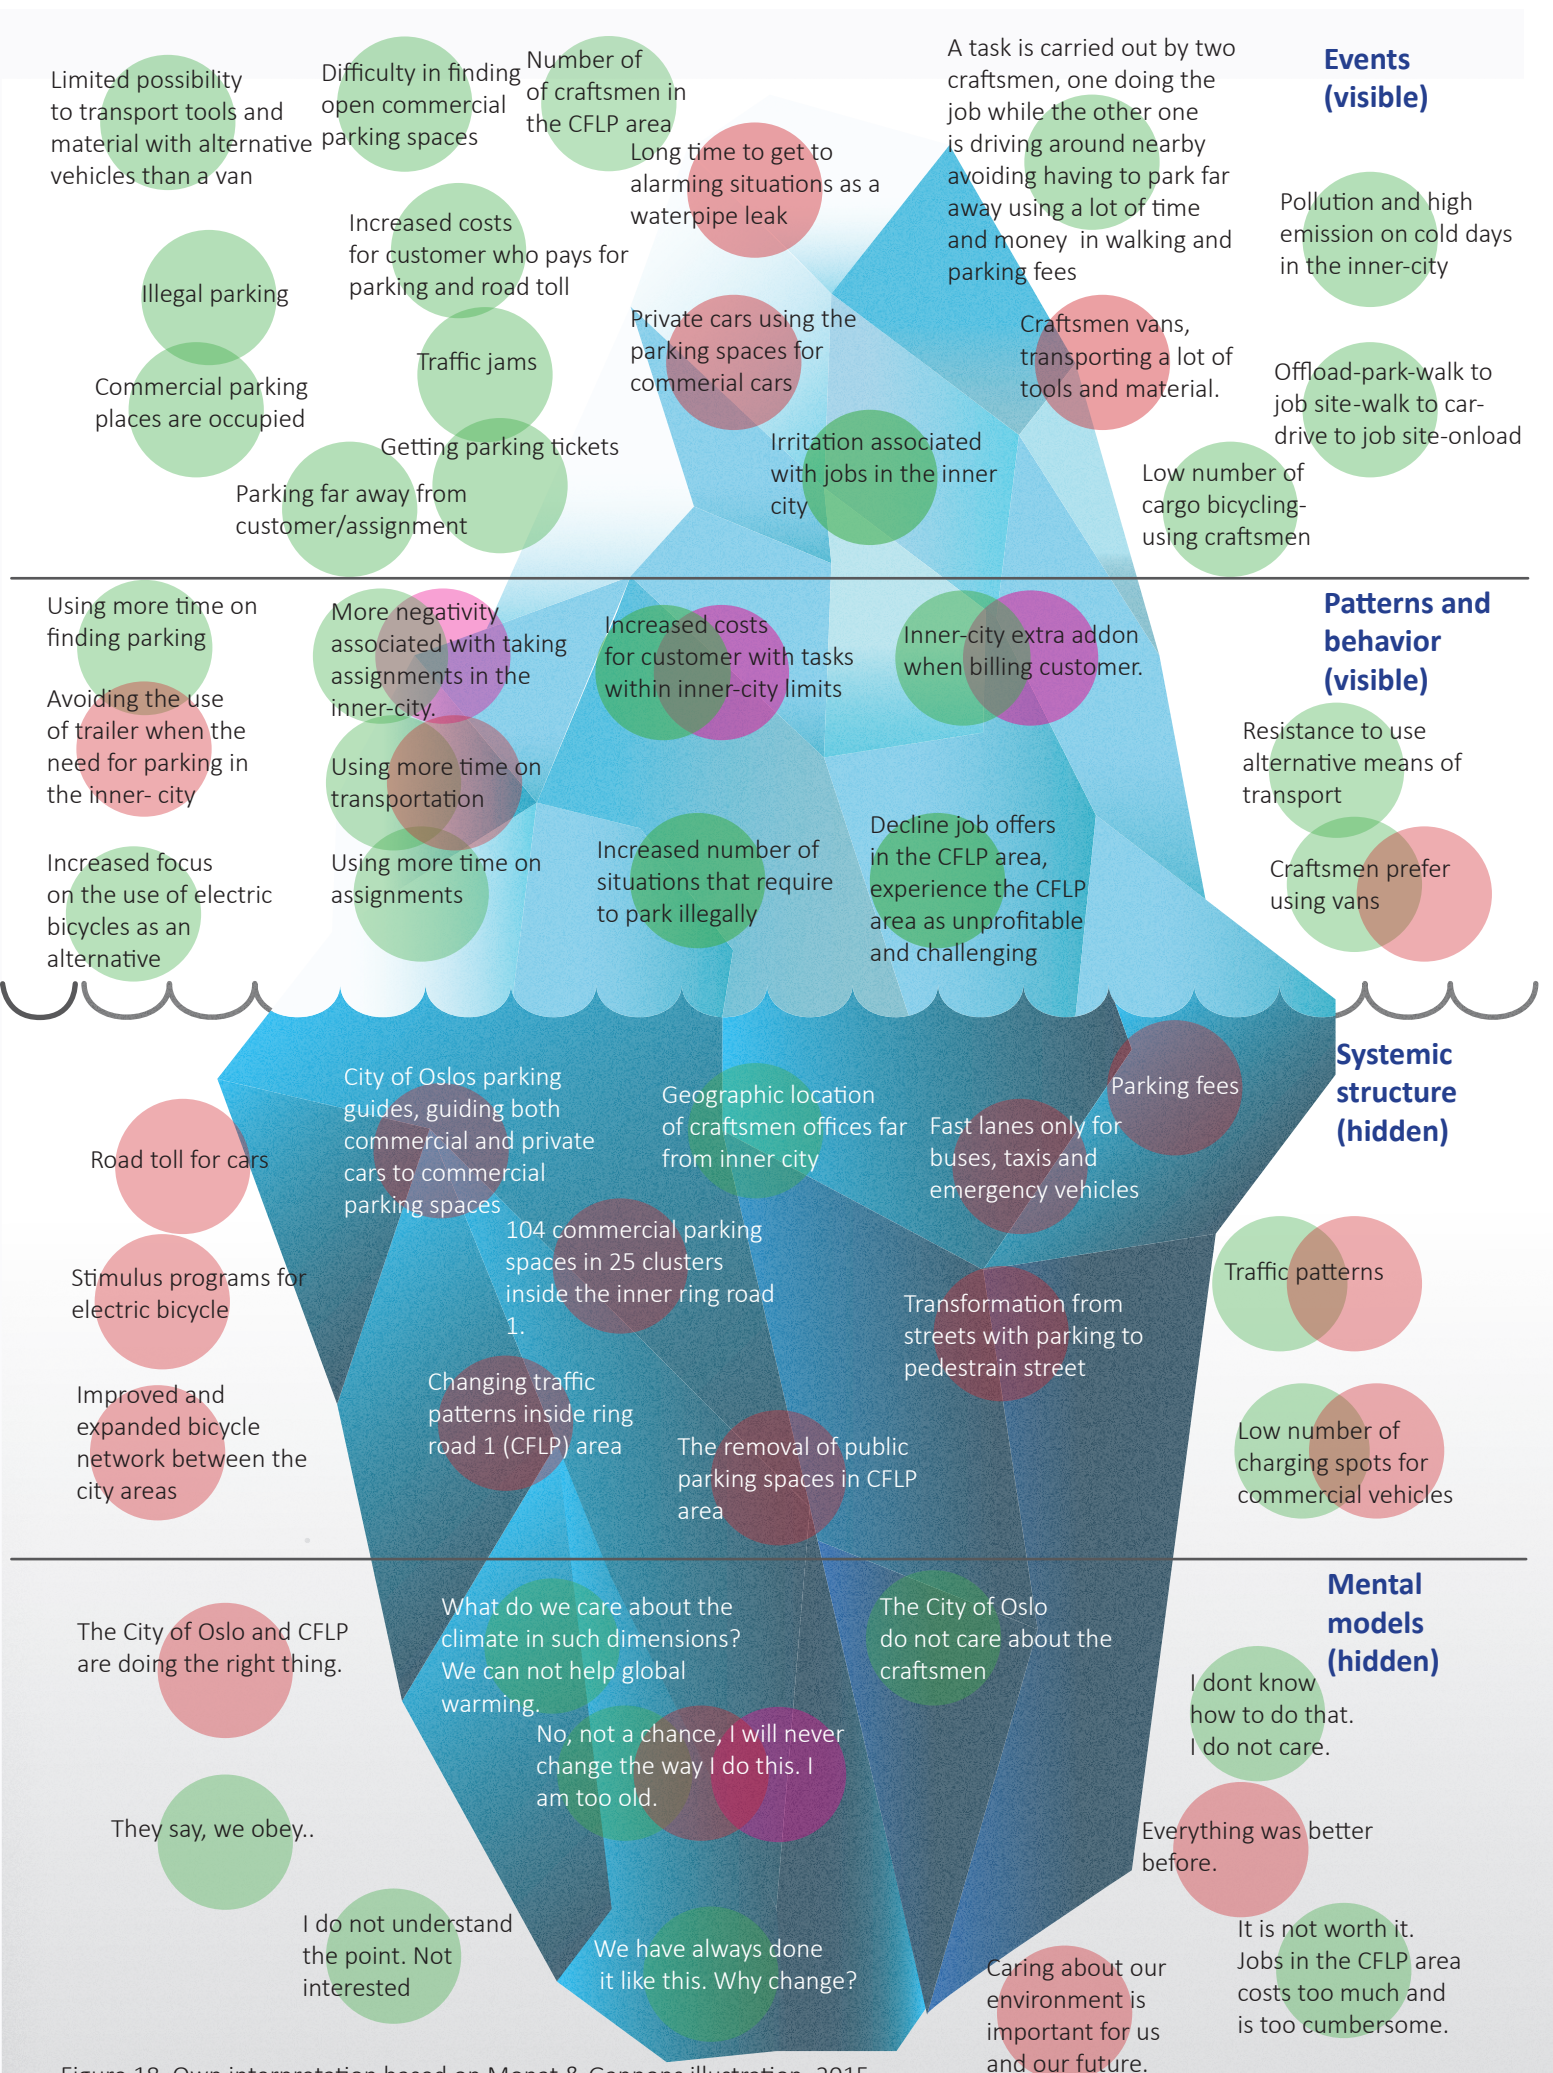 Limited possibility
to transport tools and
material with alternative
vehicles than a van
Difficulty in finding
open commercial
parking spaces
Number of
of craftsmen in
the CFLP area
Long time to get to
alarming situations as a
waterpipe leak
A task is carried out by two
craftsmen, one doing the
job while the other one
is driving around nearby
avoiding having to park far
away using a lot of time
and money in walking and
parking fees
Events
(visible)
Pollution and high
emission on cold days
in the inner-city
Increased costs
for customer who pays for
parking and road toll
Illegal parking
Private cars using the
parking spaces for
commerial cars
Craftsmen vans,
transporting a lot of
tools and material.
Traffic jams
Commercial parking
places are occupied
Offload-park-walk to
job site-walk to car-
drive to job site-onload
Getting parking tickets
Irritation associated
with jobs in the inner
city
Parking far away from
customer/assignment
Low number of
cargo bicycling-
using craftsmen
Using more time on
finding parking
More negativity
associated with taking
assignments in the
inner-city.
Increased costs
for customer with tasks
within inner-city limits
Inner-city extra addon
when billing customer.
Patterns and
behavior
(visible)
Avoiding the use
of trailer when the
need for parking in
the inner- city
Using more time on
transportation
Resistance to use
alternative means of
transport
Increased focus
on the use of electric
bicycles as an
alternative
Using more time on
assignments
Increased number of
situations that require
to park illegally
Decline job offers
in the CFLP area,
experience the CFLP
area as unprofitable
and challenging
Craftsmen prefer
using vans
Systemic
structure
(hidden)
City of Oslos parking
guides, guiding both
commercial and private
cars to commercial
parking spaces
Geographic location
of craftsmen offices far
from inner city
Parking fees
Fast lanes only for
buses, taxis and
emergency vehicles
Road toll for cars
104 commercial parking
spaces in 25 clusters
inside the inner ring road
1.
Stimulus programs for
electric bicycle
Traffic patterns
Transformation from
streets with parking to
pedestrain street
Improved and
expanded bicycle
network between the
city areas
Changing traffic
patterns inside ring
road 1 (CFLP) area
The removal of public
parking spaces in CFLP
area
Low number of
charging spots for
commercial vehicles
Mental
models
(hidden)
The City of Oslo and CFLP
are doing the right thing.
What do we care about the
climate in such dimensions?
We can not help global
warming.
The City of Oslo
do not care about the
craftsmen
I dont know
how to do that.
I do not care.
No, not a chance, I will never
change the way I do this. I
am too old.
They say, we obey..
Everything was better
before.
I do not understand
the point. Not
interested
We have always done
it like this. Why change?
It is not worth it.
Jobs in the CFLP area
costs too much and
is too cumbersome.
Caring about our
environment is
important for us
and our future.
Figure 18. Own interpretation based on Monat & Gannons illustration, 2015